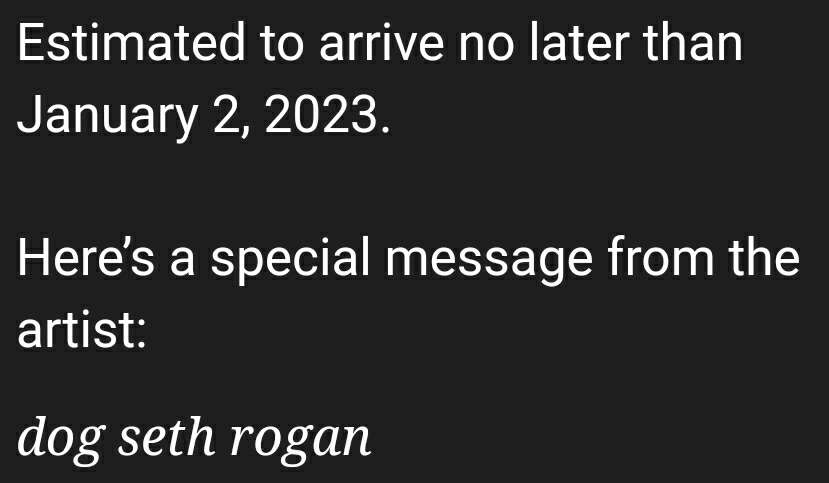 Estimated to arrive no later than
January 2, 2023.
Here’s a special message from the
artist:
dog seth rogan